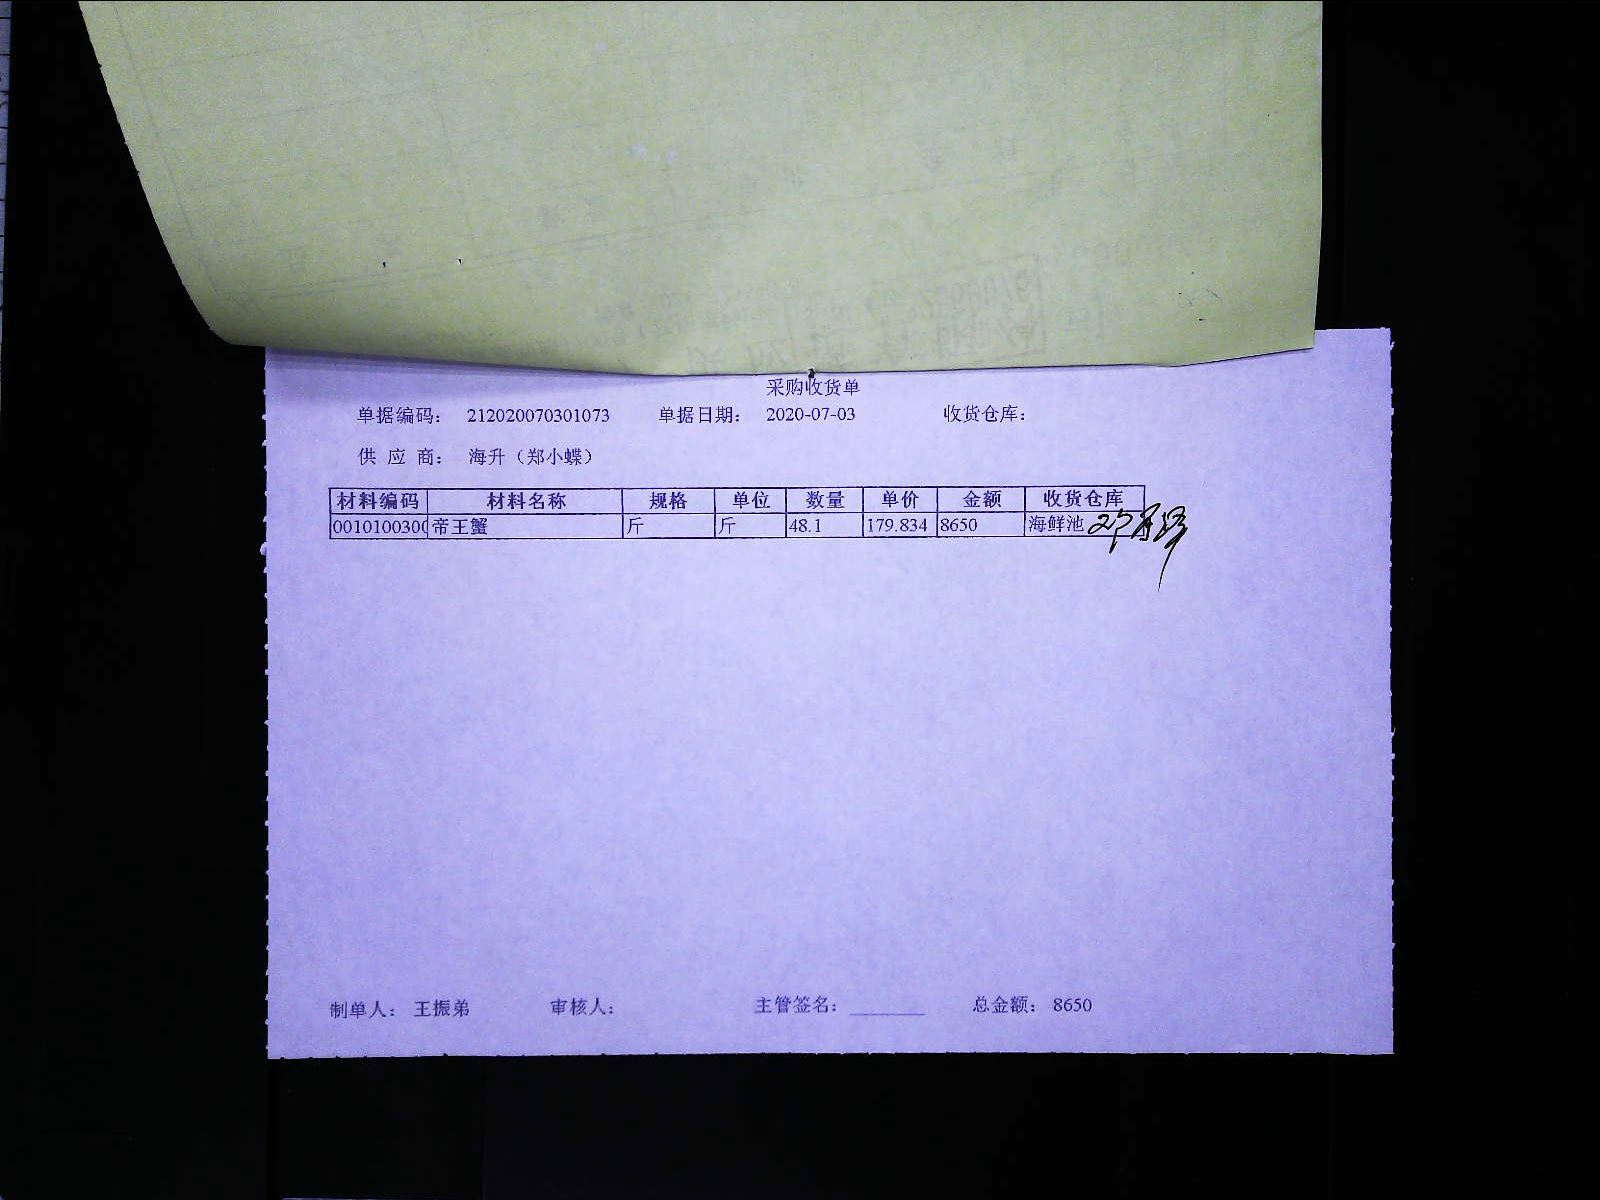 采购收货单
单据编码: 212020070301073 单据日期: 2020-07-03 收货仓库:
供 应 商: 海升（郑小蝶）
材料编码 材料名称 规格 单位 数量 单价 金额 收货仓库
0010100300 帝王蟹 斤 斤 48.1 179.834 8650 海鲜池
制单人: 王振弟 审核人: 主管签名: ________ 总金额: 8650